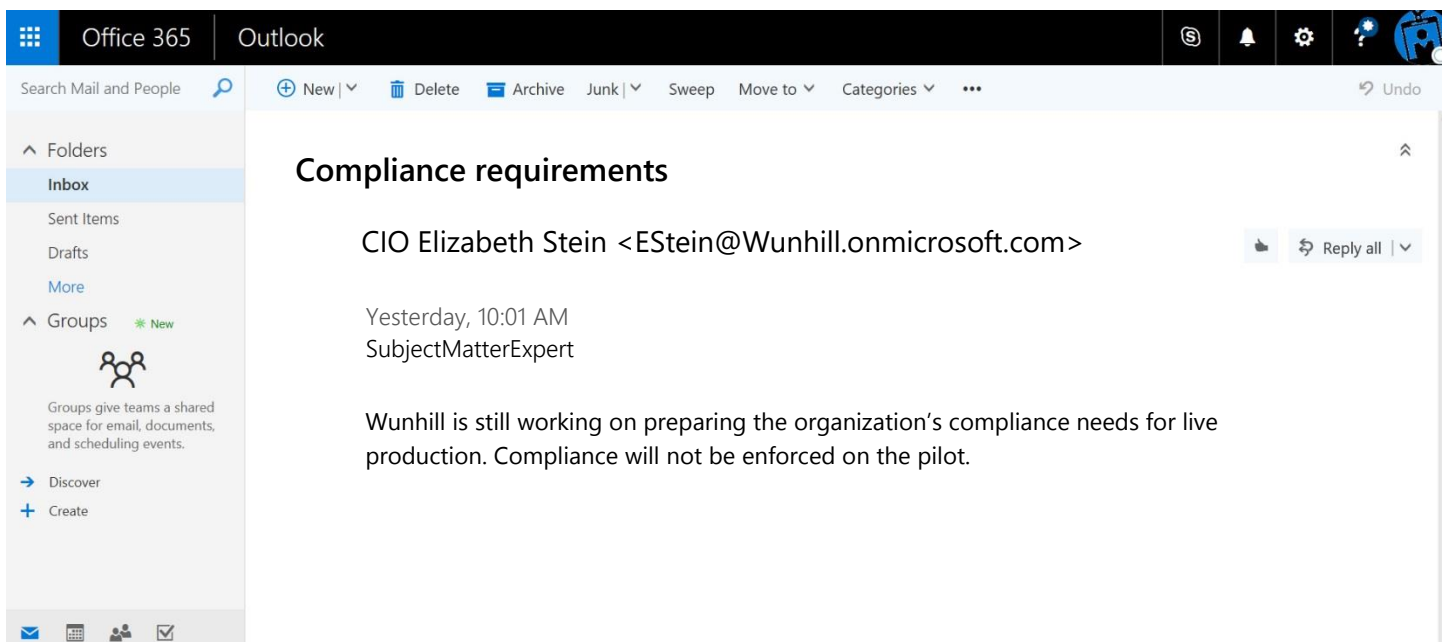 Office 365 Outlook
Search Mail and People
New Delete Archive Junk Sweep Move to Categories ••• Undo
Folders
Inbox
Sent Items
Drafts
More
Groups New
Groups give teams a shared
space for email, documents,
and scheduling events.
Discover
Create
Compliance requirements
CIO Elizabeth Stein <EStein@Wunhill.onmicrosoft.com>
Reply all
Yesterday, 10:01 AM
SubjectMatterExpert
Wunhill is still working on preparing the organization’s compliance needs for live
production. Compliance will not be enforced on the pilot.